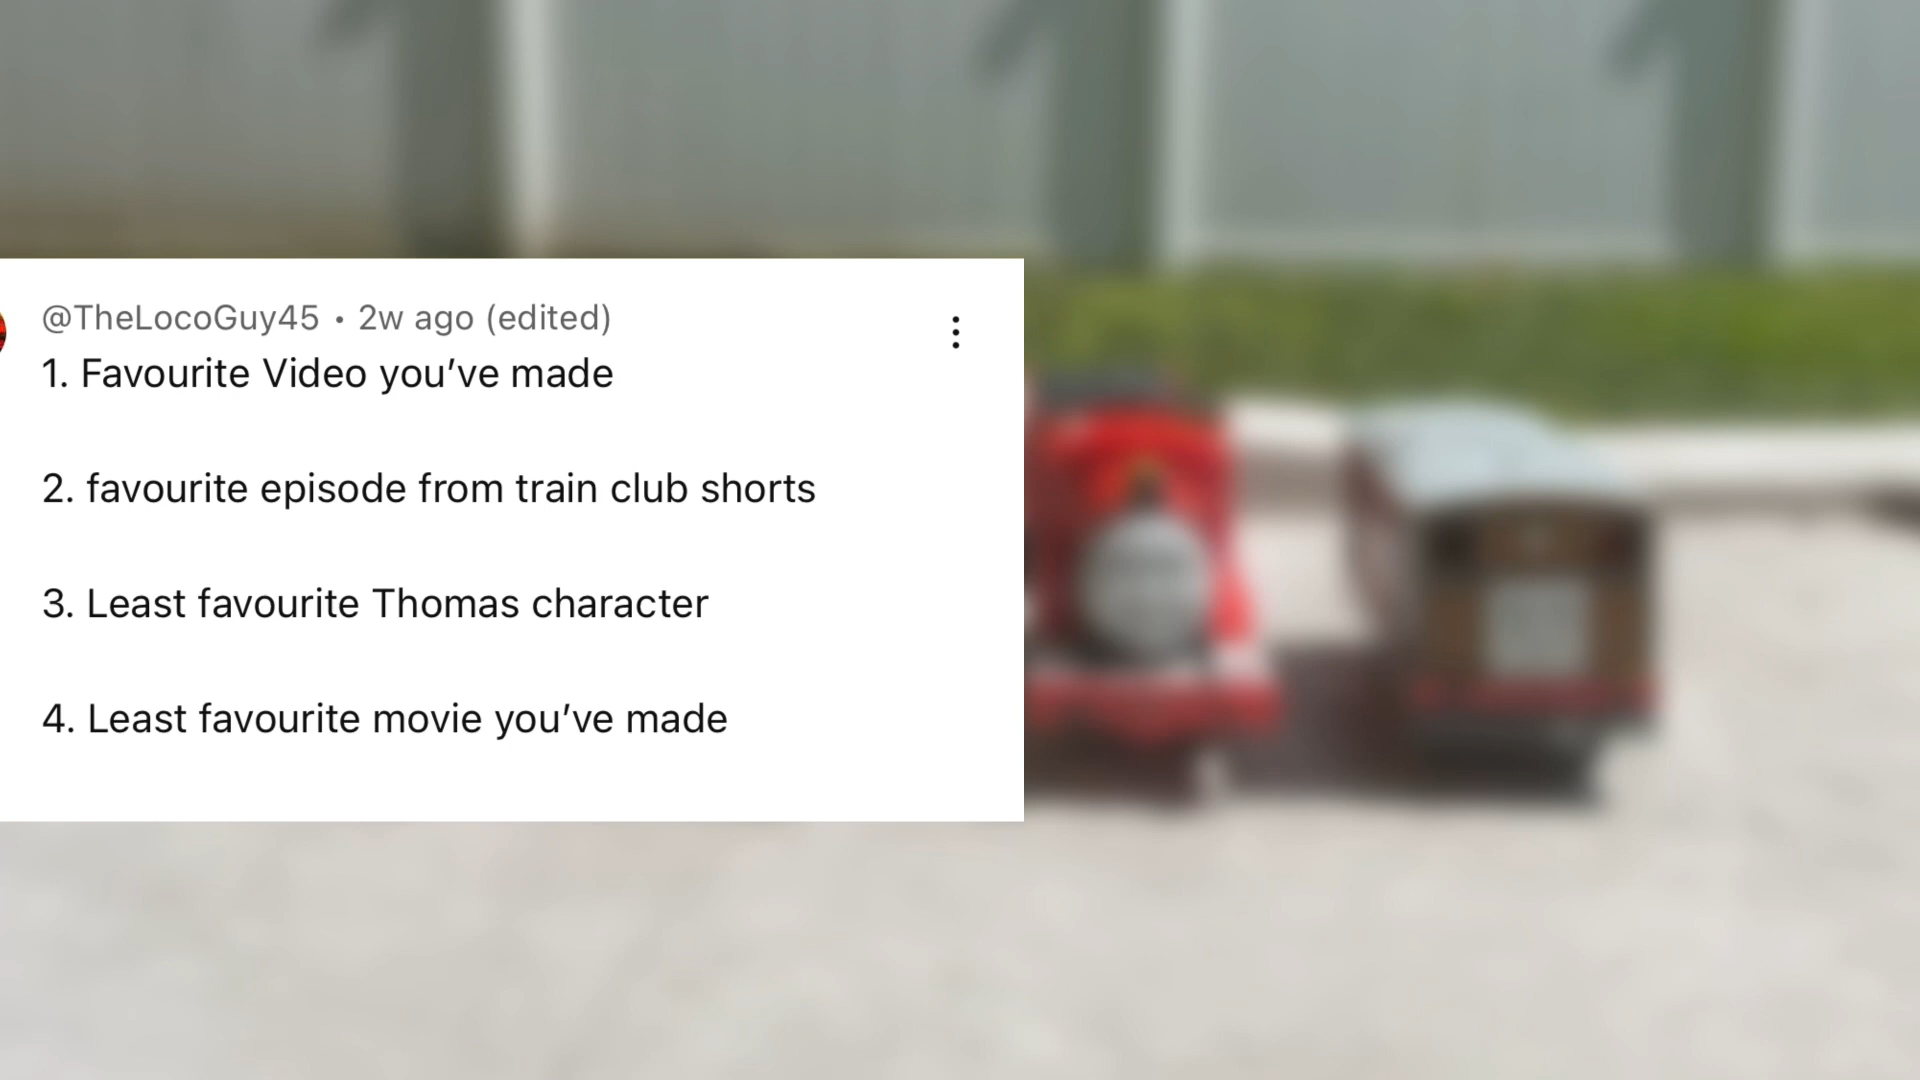 @TheLocoGuy45 • 2w ago (edited)
1. Favourite Video you’ve made
2. favourite episode from train club shorts
3. Least favourite Thomas character
4. Least favourite movie you’ve made